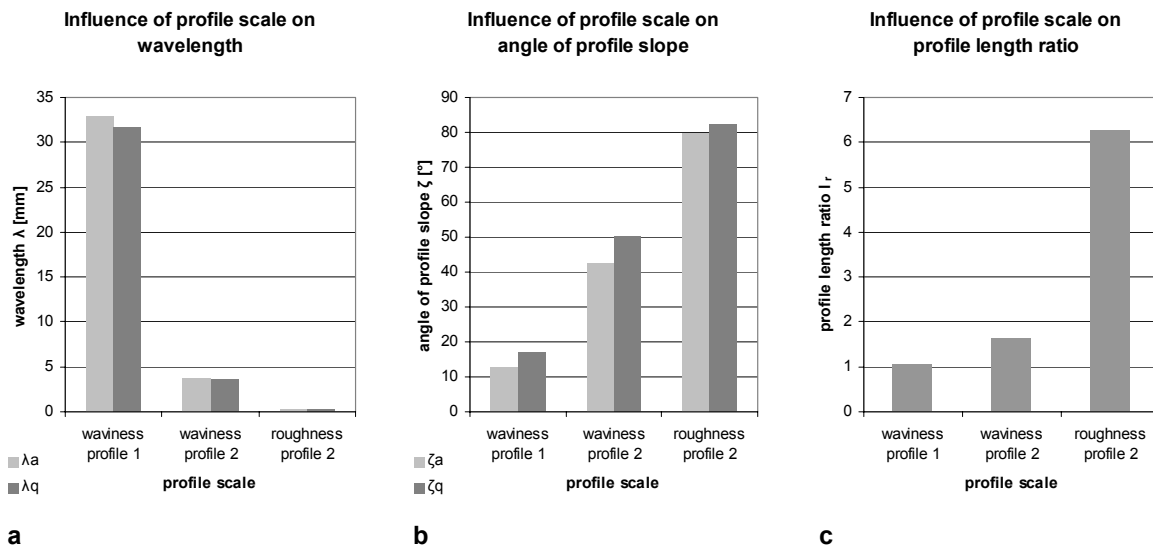 Influence of profile scale on
wavelength
wavelength λ [mm]
35
30
25
20
15
10
5
0
waviness
profile 1
waviness
profile 2
roughness
profile 2
λa
λq
profile scale
a
Influence of profile scale on
angle of profile slope
angle of profile slope ζ [°]
90
80
70
60
50
40
30
20
10
0
waviness
profile 1
waviness
profile 2
roughness
profile 2
ζa
ζq
profile scale
b
Influence of profile scale on
profile length ratio
profile length ratio l r
7
6
5
4
3
2
1
0
waviness
profile 1
waviness
profile 2
roughness
profile 2
profile scale
c